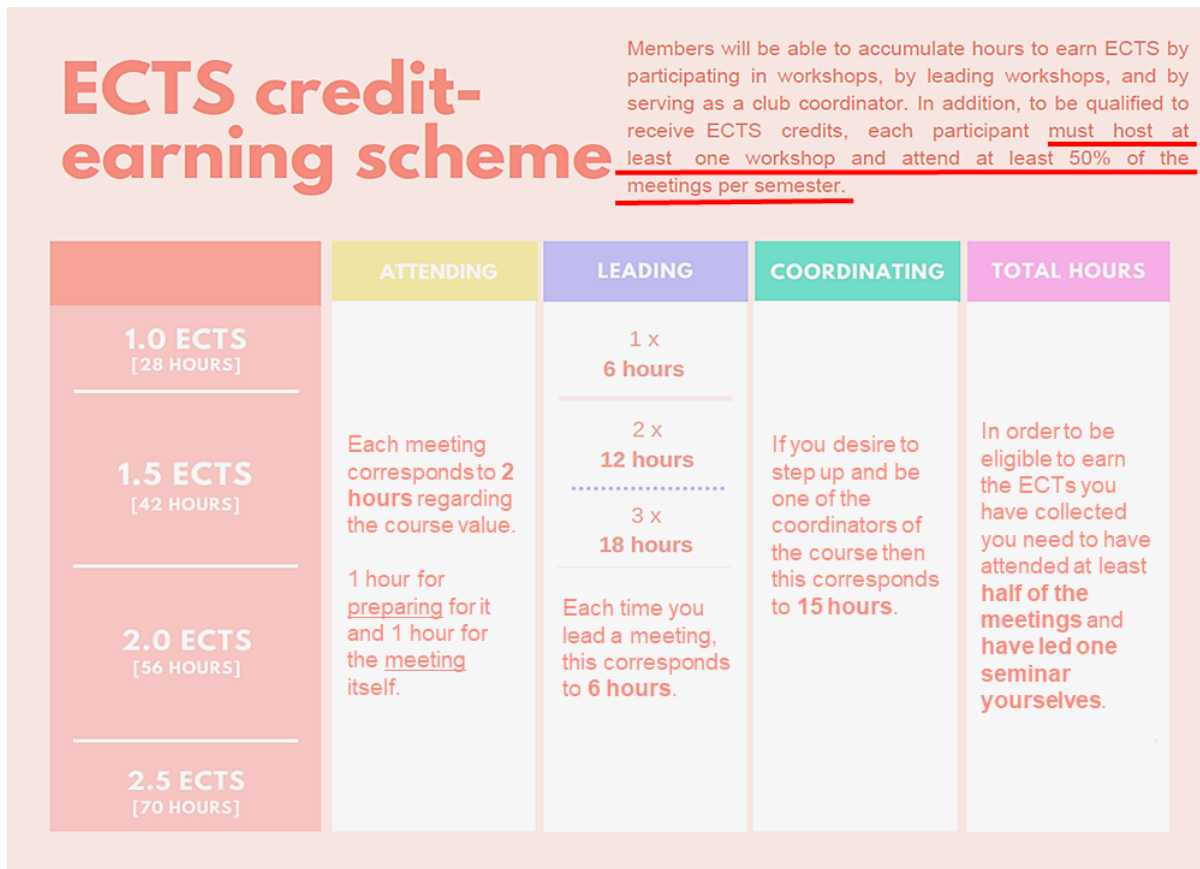 ECTS credit-
earning scheme
Members will be able to accumulate hours to earn ECTS by
participating in workshops, by leading workshops, and by
serving as a club coordinator. In addition, to be qualified to
receive ECTS credits, each participant must host at
least one workshop and attend at least 50% of the
meetings per semester.
ATTENDING
LEADING
COORDINATING
TOTAL HOURS
1.0 ECTS
[28 HOURS]
1.5 ECTS
[42 HOURS]
2.0 ECTS
[56 HOURS]
2.5 ECTS
[70 HOURS]
Each meeting
corresponds to 2
hours regarding
the course value.
1 hour for
preparing for it
and 1 hour for
the meeting
itself.
1 x
6 hours
2 x
12 hours
3 x
18 hours
Each time you
lead a meeting,
this corresponds
to 6 hours.
If you desire to
step up and be
one of the
coordinators of
the course then
this corresponds
to 15 hours.
In order to be
eligible to earn
the ECTs you
have collected
you need to have
attended at least
half of the
meetings and
have led one
seminar
yourselves.